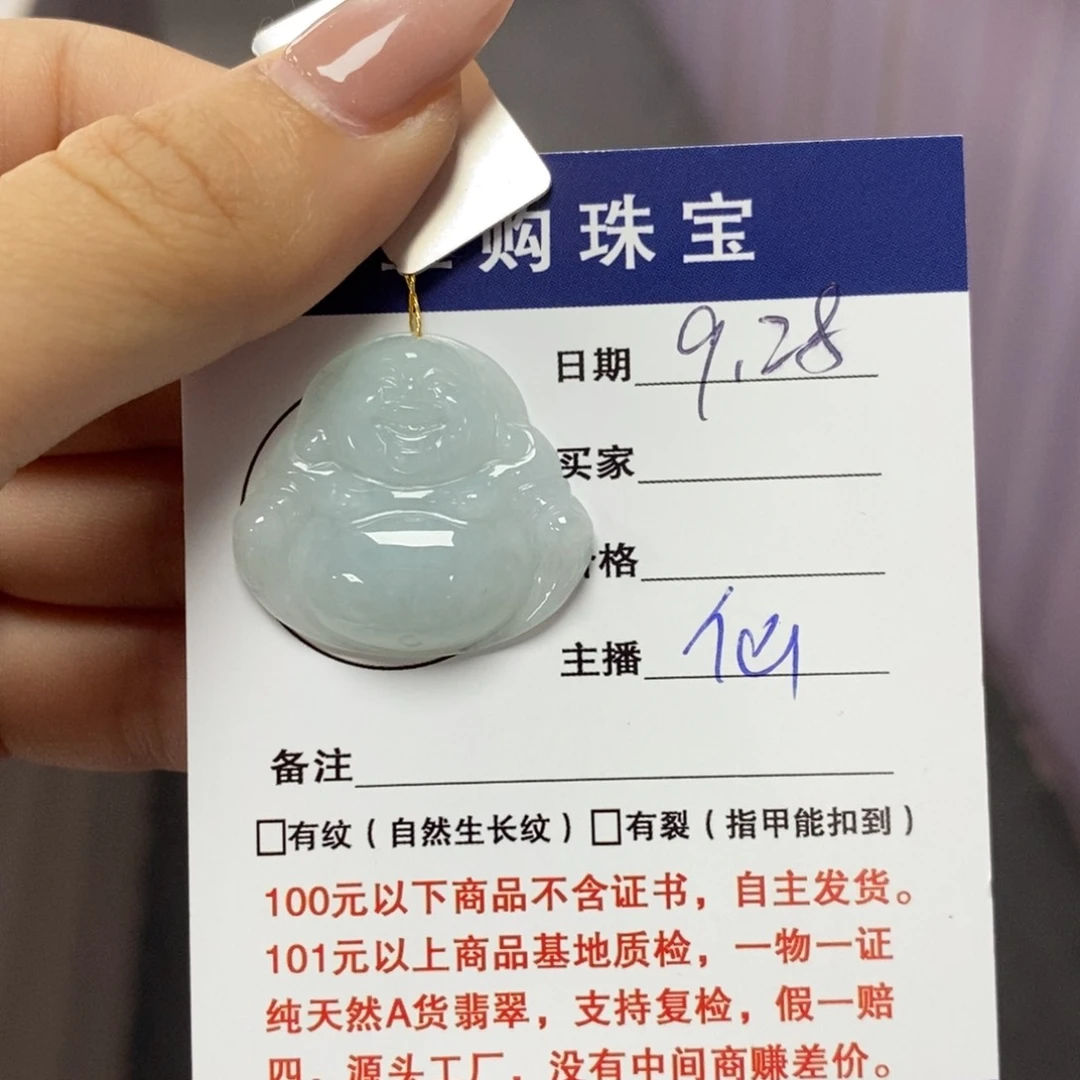 购珠宝
日期 9.28
买家
格
主播 仙
备注
□有纹（自然生长纹）□有裂（指甲能扣到）
100元以下商品不含证书，自主发货。
101元以上商品基地质检，一物一证
纯天然A货翡翠，支持复检，假一赔
四。源头工厂，没有中间商赚差价。